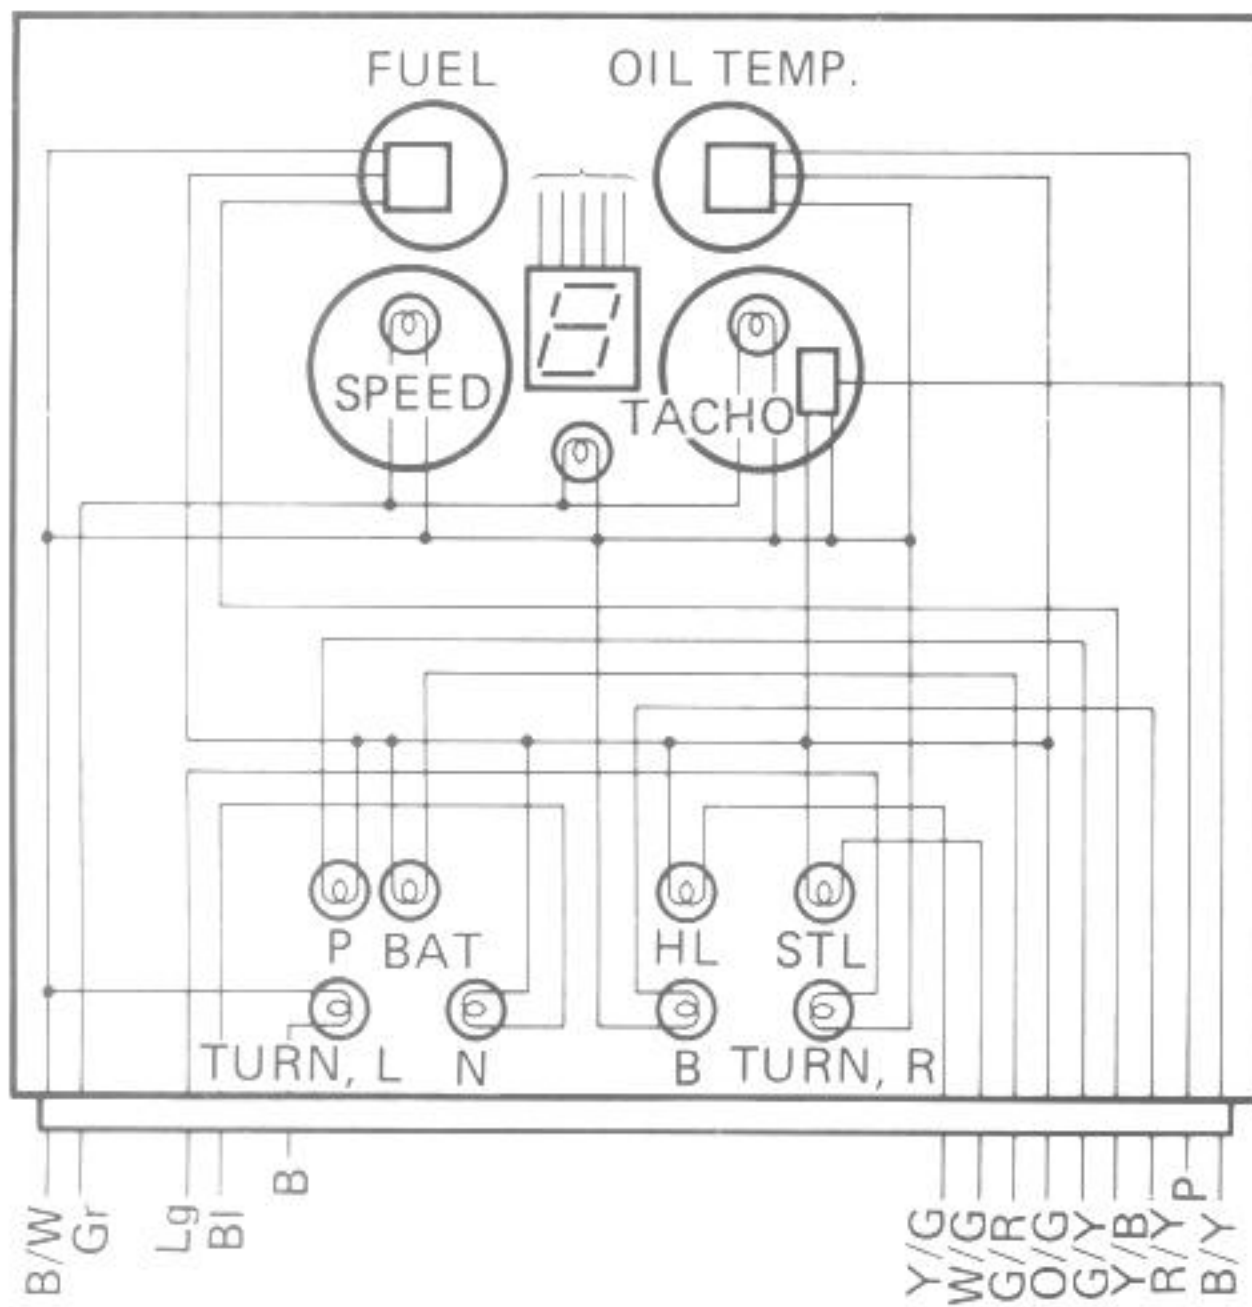 FUEL OIL TEMP.
SPEED
TACHO
P BAT HL STL
TURN, L N B TURN, R
B/W Gr Lg Bl B Y/G W/G G/R O/G G/Y Y/B R/Y P B/Y